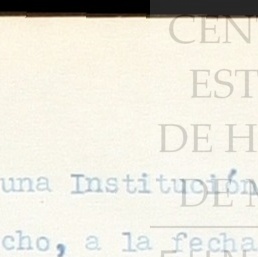 CEN
EST
DE H
una Institución
DE M
cho, a la fecha